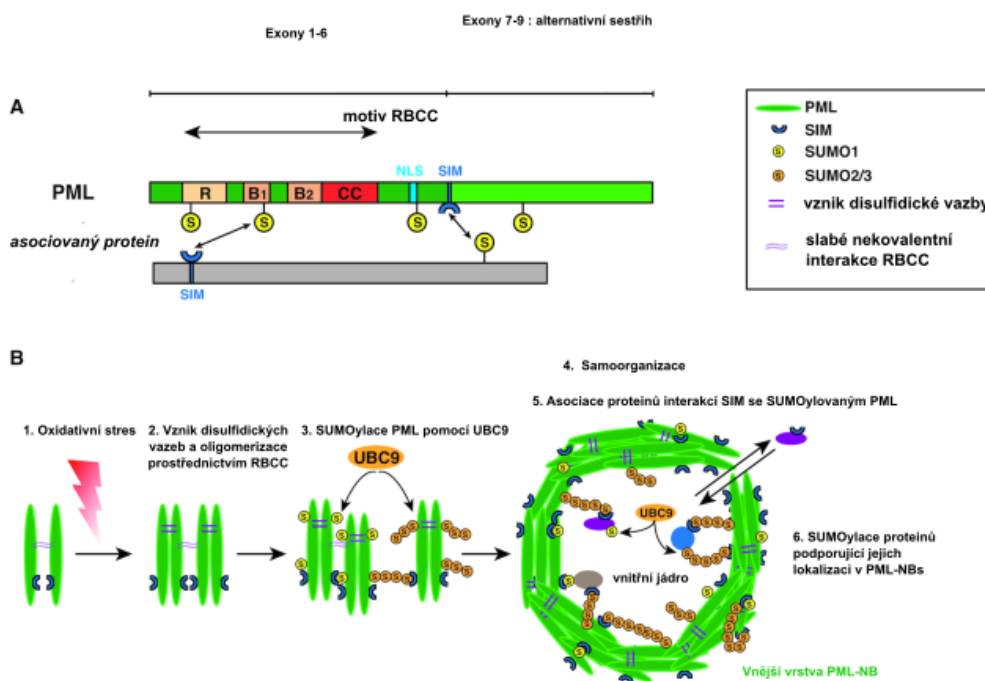 Exony 1-6
Exony 7-9 : alternativní sestřih
A
motiv RBCC
NLS
SIM
PML
R
B1
B2
CC
S
S
S
S
asociovaný protein
S
SIM
PML
SIM
S
SUMO1
S
SUMO2/3
vznik disulfidické vazby
slabé nekovalentní
interakce RBCC
B
4. Samoorganizace
5. Asociace proteinů interakcí SIM se SUMOylovaným PML
1. Oxidativní stres
2. Vznik disulfidických
vazeb a oligomerizace
prostřednictvím RBCC
3. SUMOylace PML pomocí UBC9
UBC9
UBC9
6. SUMOylace proteinů
podporující jejich
lokalizaci v PML-NBs
vnitřní jádro
Vnější vrstva PML-NB